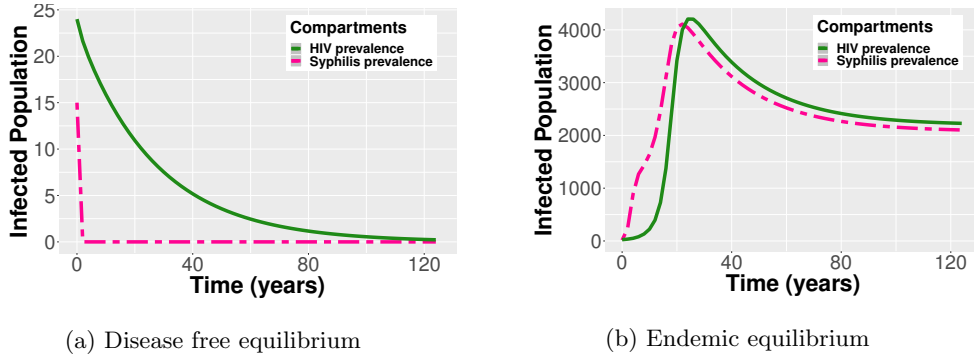 25
20
15
10
5
0
Infected Population
0 40 80 120
Time (years)
Compartments
HIV prevalence
Syphilis prevalence
(a) Disease free equilibrium
4000
3000
2000
1000
0
Infected Population
0 40 80 120
Time (years)
Compartments
HIV prevalence
Syphilis prevalence
(b) Endemic equilibrium